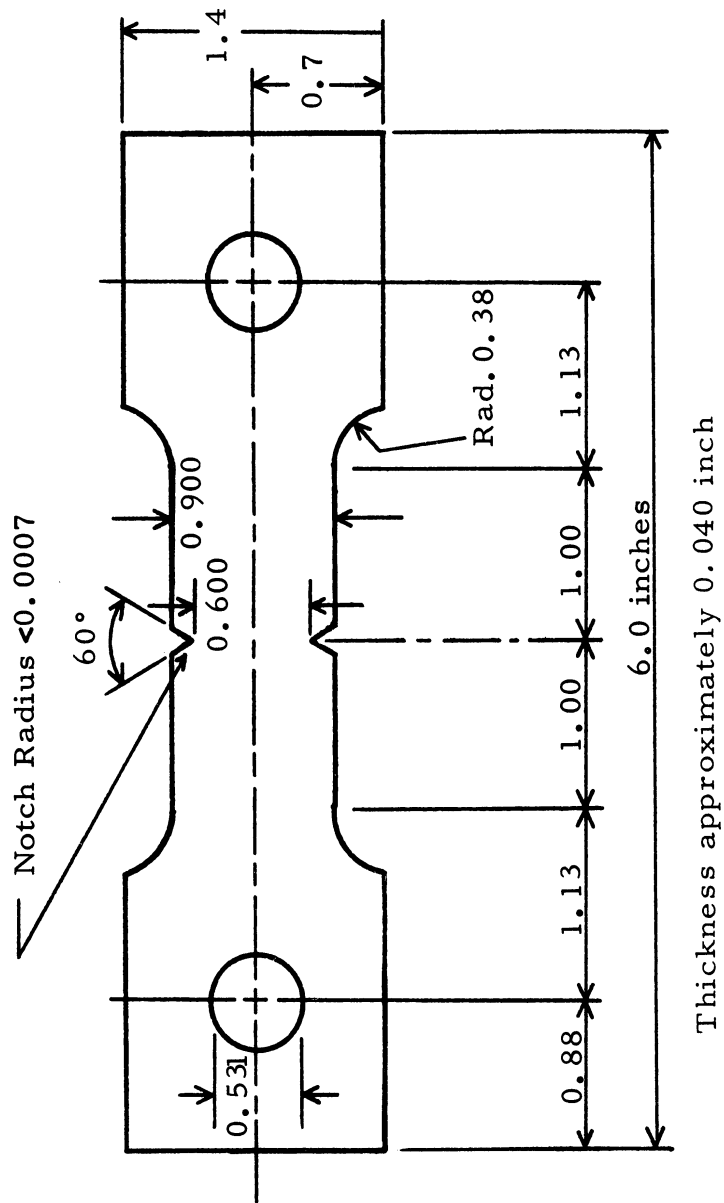 Notch Radius <0.0007
60°
0.600
0.900
1.4
0.7
Rad. 0.38
0.531
0.88
1.13
1.00
1.00
1.13
6.0 inches
Thickness approximately 0.040 inch